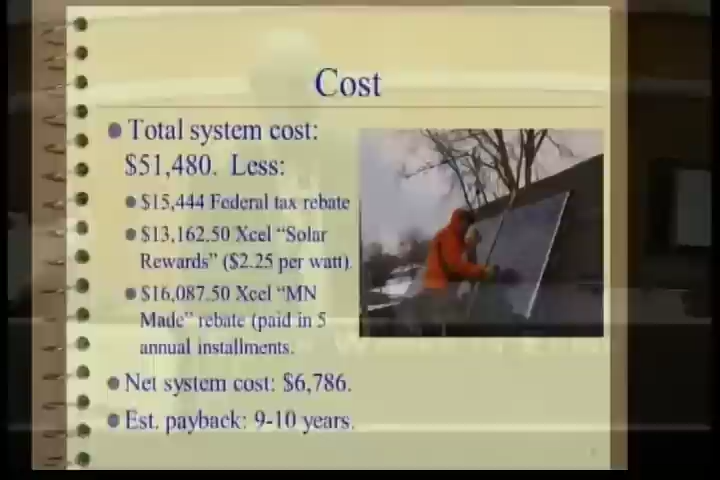 Cost
Total system cost:
$51,480. Less:
$15,444 Federal tax rebate
$13,162.50 Xcel “Solar
Rewards” ($2.25 per watt).
$16,087.50 Xcel “MN
Made” rebate (paid in 5
annual installments.
Net system cost: $6,786.
Est. payback: 9-10 years.